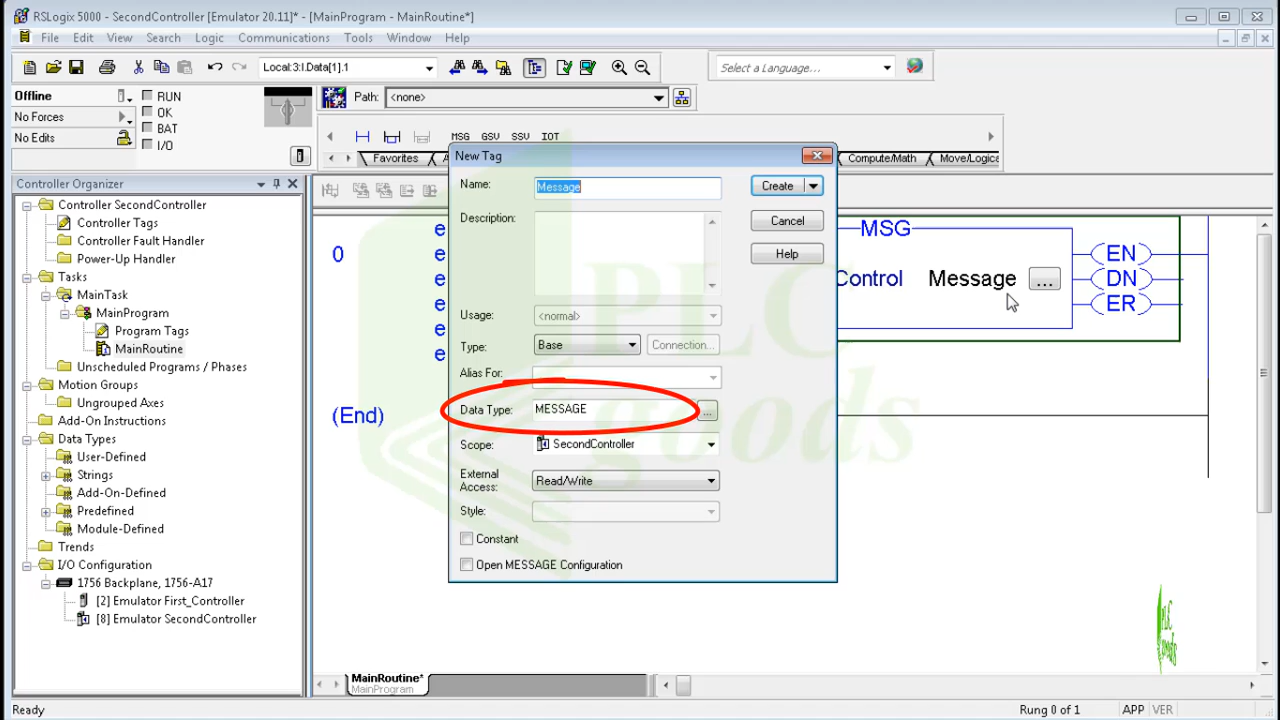 RSLogix 5000 - SecondController [Emulator 20.11]* - [MainProgram - MainRoutine*]
File Edit View Search Logic Communications Tools Window Help
Local:3:I.Data[1].1
Select a Language...
Offline
RUN
No Forces
OK
No Edits
BAT
I/O
Path: <none>
MSG GSV SSV IOT
Favorites
Compute/Math
Move/Logica
Controller Organizer
Controller SecondController
Controller Tags
Controller Fault Handler
Power-Up Handler
Tasks
MainTask
MainProgram
Program Tags
MainRoutine
Unscheduled Programs / Phases
Motion Groups
Ungrouped Axes
Add-On Instructions
Data Types
User-Defined
Strings
Add-On-Defined
Predefined
Module-Defined
Trends
I/O Configuration
1756 Backplane, 1756-A17
[2] Emulator First_Controller
[8] Emulator SecondController
0
e
e
e
e
e
e
(End)
New Tag
Name: Message
Create
Description:
Cancel
Help
Usage: <normal>
Type: Base
Connection...
Alias For:
Data Type: MESSAGE
...
Scope: SecondController
External
Access: Read/Write
Style:
Constant
Open MESSAGE Configuration
MSG
Control Message ...
EN
DN
ER
PLC
goods
PLC
Goods
MainRoutine*
MainProgram
Ready
Rung 0 of 1
APP
VER